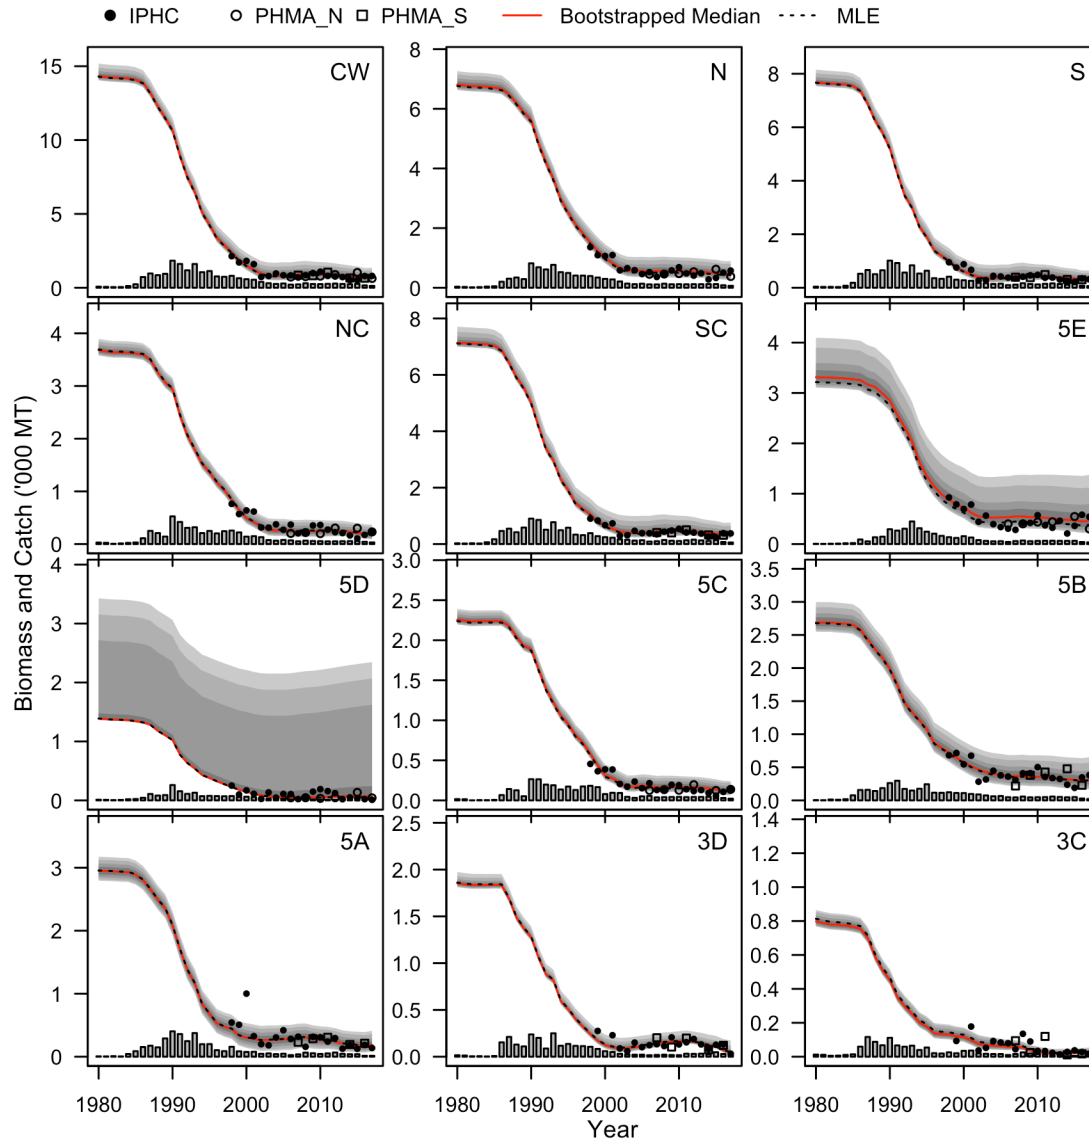 IPHC PHMA_N PHMA_S Bootstrapped Median MLE
CW N S
15 10 5 0
8 6 4 2 0
8 6 4 2 0
NC SC 5E
4 3 2 1 0
8 6 4 2 0
4 3 2 1 0
5D 5C 5B
4 3 2 1 0
3.0 2.5 2.0 1.5 1.0 0.5 0.0
3.5 3.0 2.5 2.0 1.5 1.0 0.5 0.0
5A 3D 3C
3 2 1 0
2.5 2.0 1.5 1.0 0.5 0.0
1.4 1.2 1.0 0.8 0.6 0.4 0.2 0.0
1980 1990 2000 2010 1980 1990 2000 2010 1980 1990 2000 2010
Year
Biomass and Catch ('000 MT)